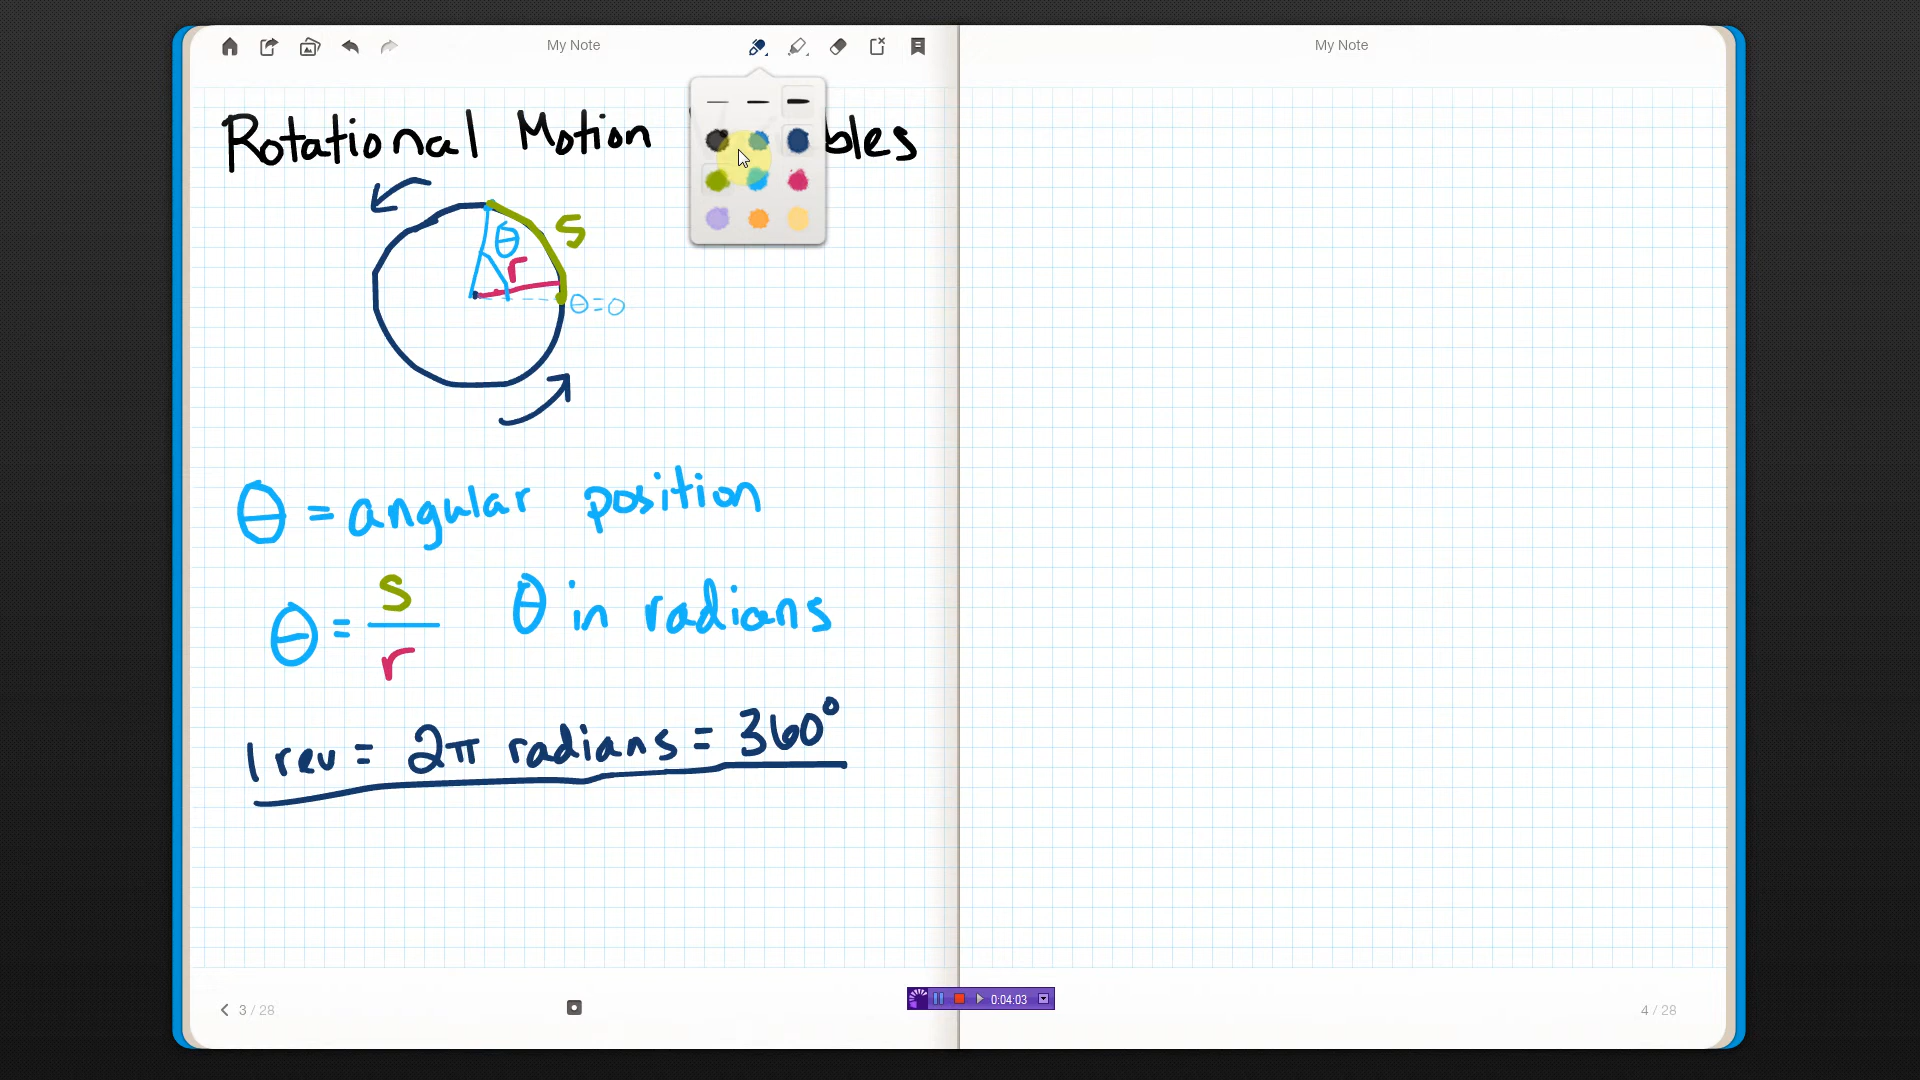 My Note
My Note
Rotational Motion bles
s
θ
r
θ=0
θ = angular position
θ = s/r θ in radians
1 rev = 2π radians = 360°
3 / 28
0:04:03
4 / 28